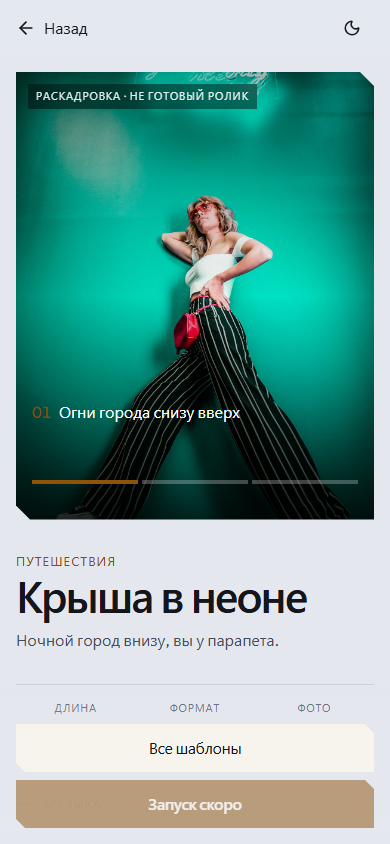 Назад
РАСКАДРОВКА · НЕ ГОТОВЫЙ РОЛИК
01 Огни города снизу вверх
ПУТЕШЕСТВИЯ
Крыша в неоне
Ночной город внизу, вы у парапета.
ДЛИНА ФОРМАТ ФОТО
Все шаблоны
Запуск скоро